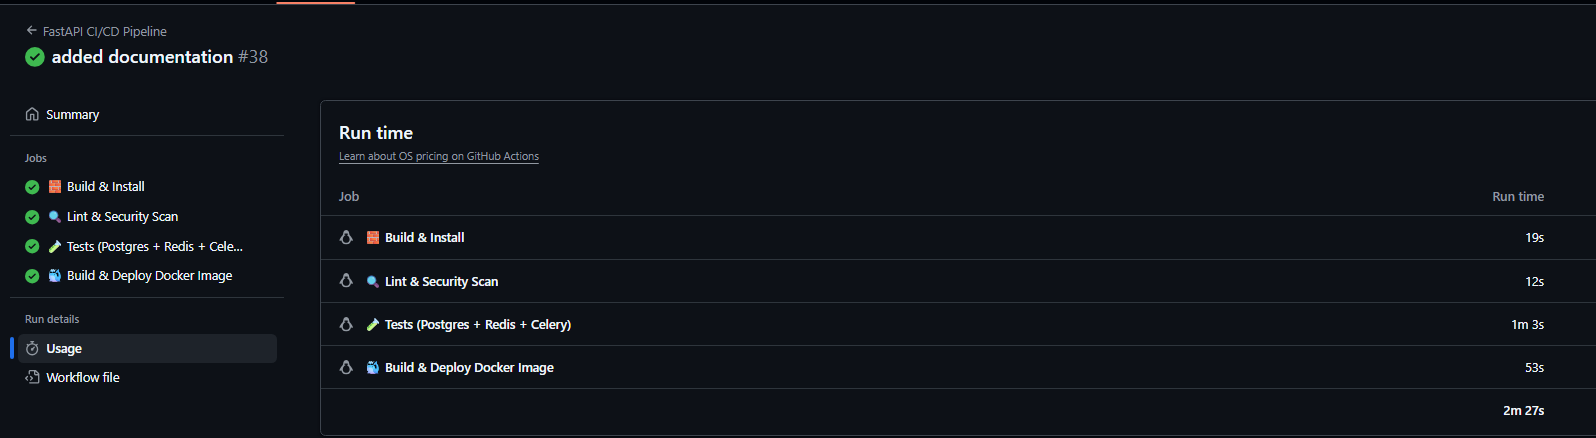 FastAPI CI/CD Pipeline
added documentation #38
Summary
Jobs
Build & Install
Lint & Security Scan
Tests (Postgres + Redis + Cele...
Build & Deploy Docker Image
Run details
Usage
Workflow file
Run time
Learn about OS pricing on GitHub Actions
Job Run time
Build & Install 19s
Lint & Security Scan 12s
Tests (Postgres + Redis + Celery) 1m 3s
Build & Deploy Docker Image 53s
2m 27s